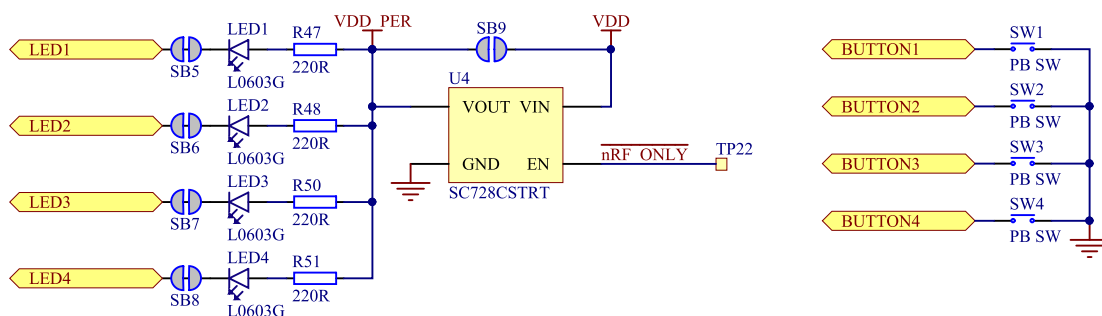 VDD_PER
SB9
VDD
LED1
SB5
LED1
L0603G
R47
220R
LED2
SB6
LED2
L0603G
R48
220R
LED3
SB7
LED3
L0603G
R50
220R
LED4
SB8
LED4
L0603G
R51
220R
U4
VOUT VIN
GND EN
SC728CSTRT
nRF_ONLY
TP22
BUTTON1
SW1
PB SW
BUTTON2
SW2
PB SW
BUTTON3
SW3
PB SW
BUTTON4
SW4
PB SW